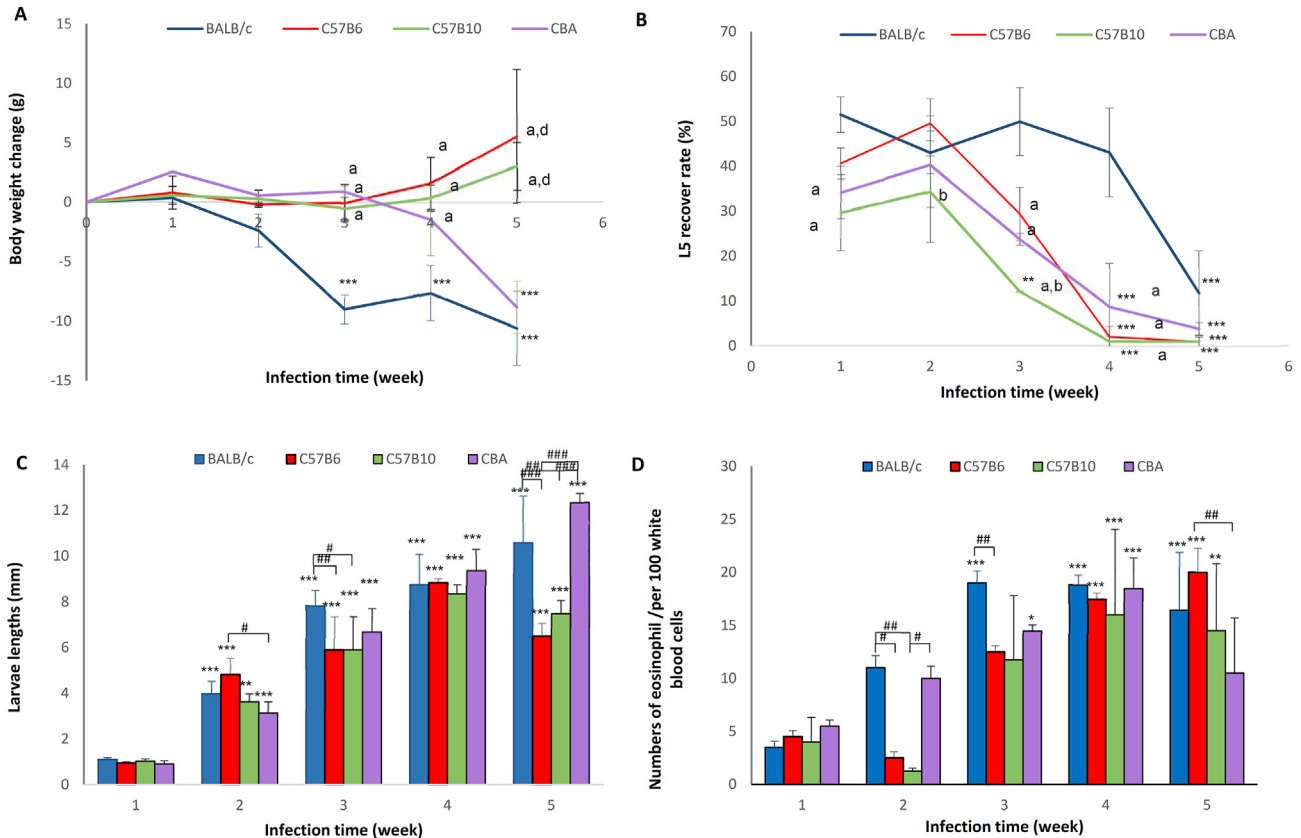 A
BALB/c C57B6 C57B10 CBA
Body weight change (g)
15
10
5
0
-5
-10
-15
0 1 2 3 4 5 6
a
a
a
a
a
a
a,d
a,d
***
***
***
***
Infection time (week)
B
BALB/c C57B6 C57B10 CBA
L5 recover rate (%)
70
60
50
40
30
20
10
0
0 1 2 3 4 5 6
a
a
b
a
a
** a,b
*** a
*** a
*** a
***
***
***
***
Infection time (week)
C
BALB/c C57B6 C57B10 CBA
Larvae lengths (mm)
14
12
10
8
6
4
2
0
1 2 3 4 5
#
*** *** ** ***
#
##
*** *** *** ***
*** *** *** ***
###
## ###
###
*** *** *** ***
Infection time (week)
D
BALB/c C57B6 C57B10 CBA
Numbers of eosinophil /per 100 white
blood cells
30
25
20
15
10
5
0
1 2 3 4 5
##
# #
##
*** *
*** *** *** ***
##
*** *** **
Infection time (week)